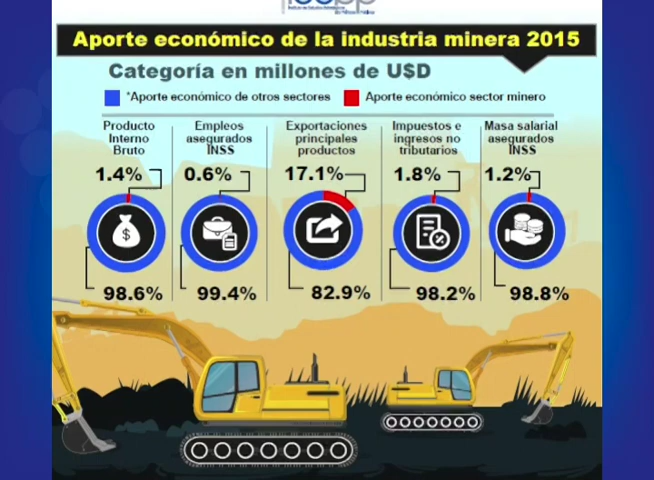 Aporte económico de la industria minera 2015
Categoría en millones de U$D
*Aporte económico de otros sectores
Aporte económico sector minero
Producto
Interno
Bruto
1.4%
98.6%
Empleos
asegurados
INSS
0.6%
99.4%
Exportaciones
principales
productos
17.1%
82.9%
Impuestos e
ingresos no
tributarios
1.8%
98.2%
Masa salarial
asegurados
INSS
1.2%
98.8%
$
%